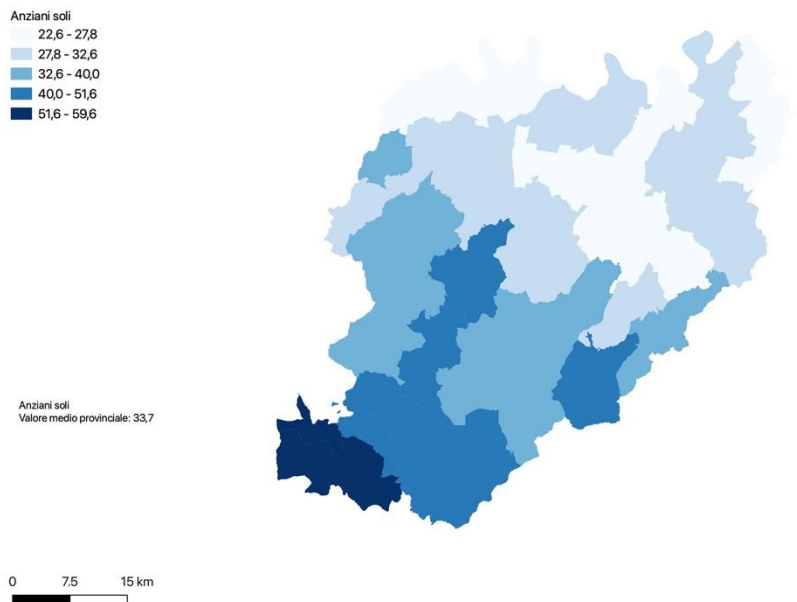 Anziani soli
22,6 - 27,8
27,8 - 32,6
32,6 - 40,0
40,0 - 51,6
51,6 - 59,6
Anziani soli
Valore medio provinciale: 33,7
0 7.5 15 km